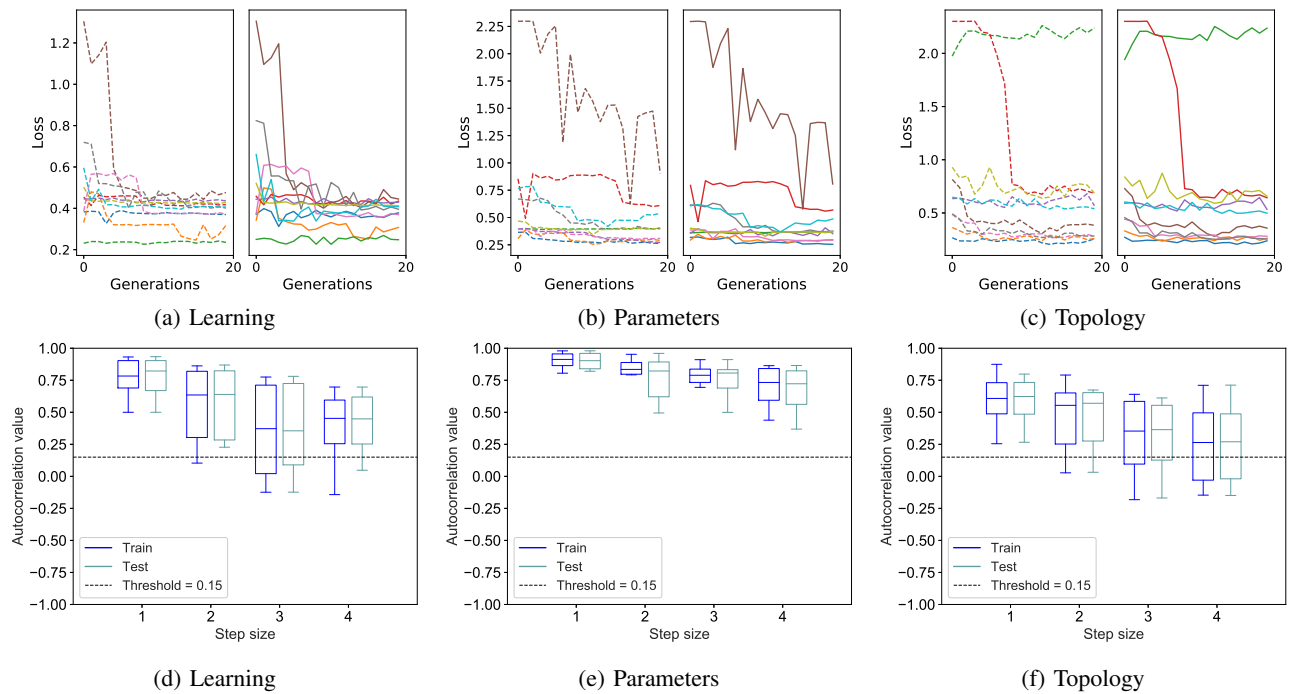 1.2
1.0
0.8
0.6
0.4
0.2
Loss
0
20
Generations
0
20
Generations
(a) Learning
2.25
2.00
1.75
1.50
1.25
1.00
0.75
0.50
0.25
Loss
0
20
Generations
0
20
Generations
(b) Parameters
2.0
1.5
1.0
0.5
Loss
0
20
Generations
0
20
Generations
(c) Topology
1.00
0.75
0.50
0.25
0.00
−0.25
−0.50
−0.75
−1.00
Autocorrelation value
Train
Test
Threshold = 0.15
1 2 3 4
Step size
(d) Learning
1.00
0.75
0.50
0.25
0.00
−0.25
−0.50
−0.75
−1.00
Autocorrelation value
Train
Test
Threshold = 0.15
1 2 3 4
Step size
(e) Parameters
1.00
0.75
0.50
0.25
0.00
−0.25
−0.50
−0.75
−1.00
Autocorrelation value
Train
Test
Threshold = 0.15
1 2 3 4
Step size
(f) Topology